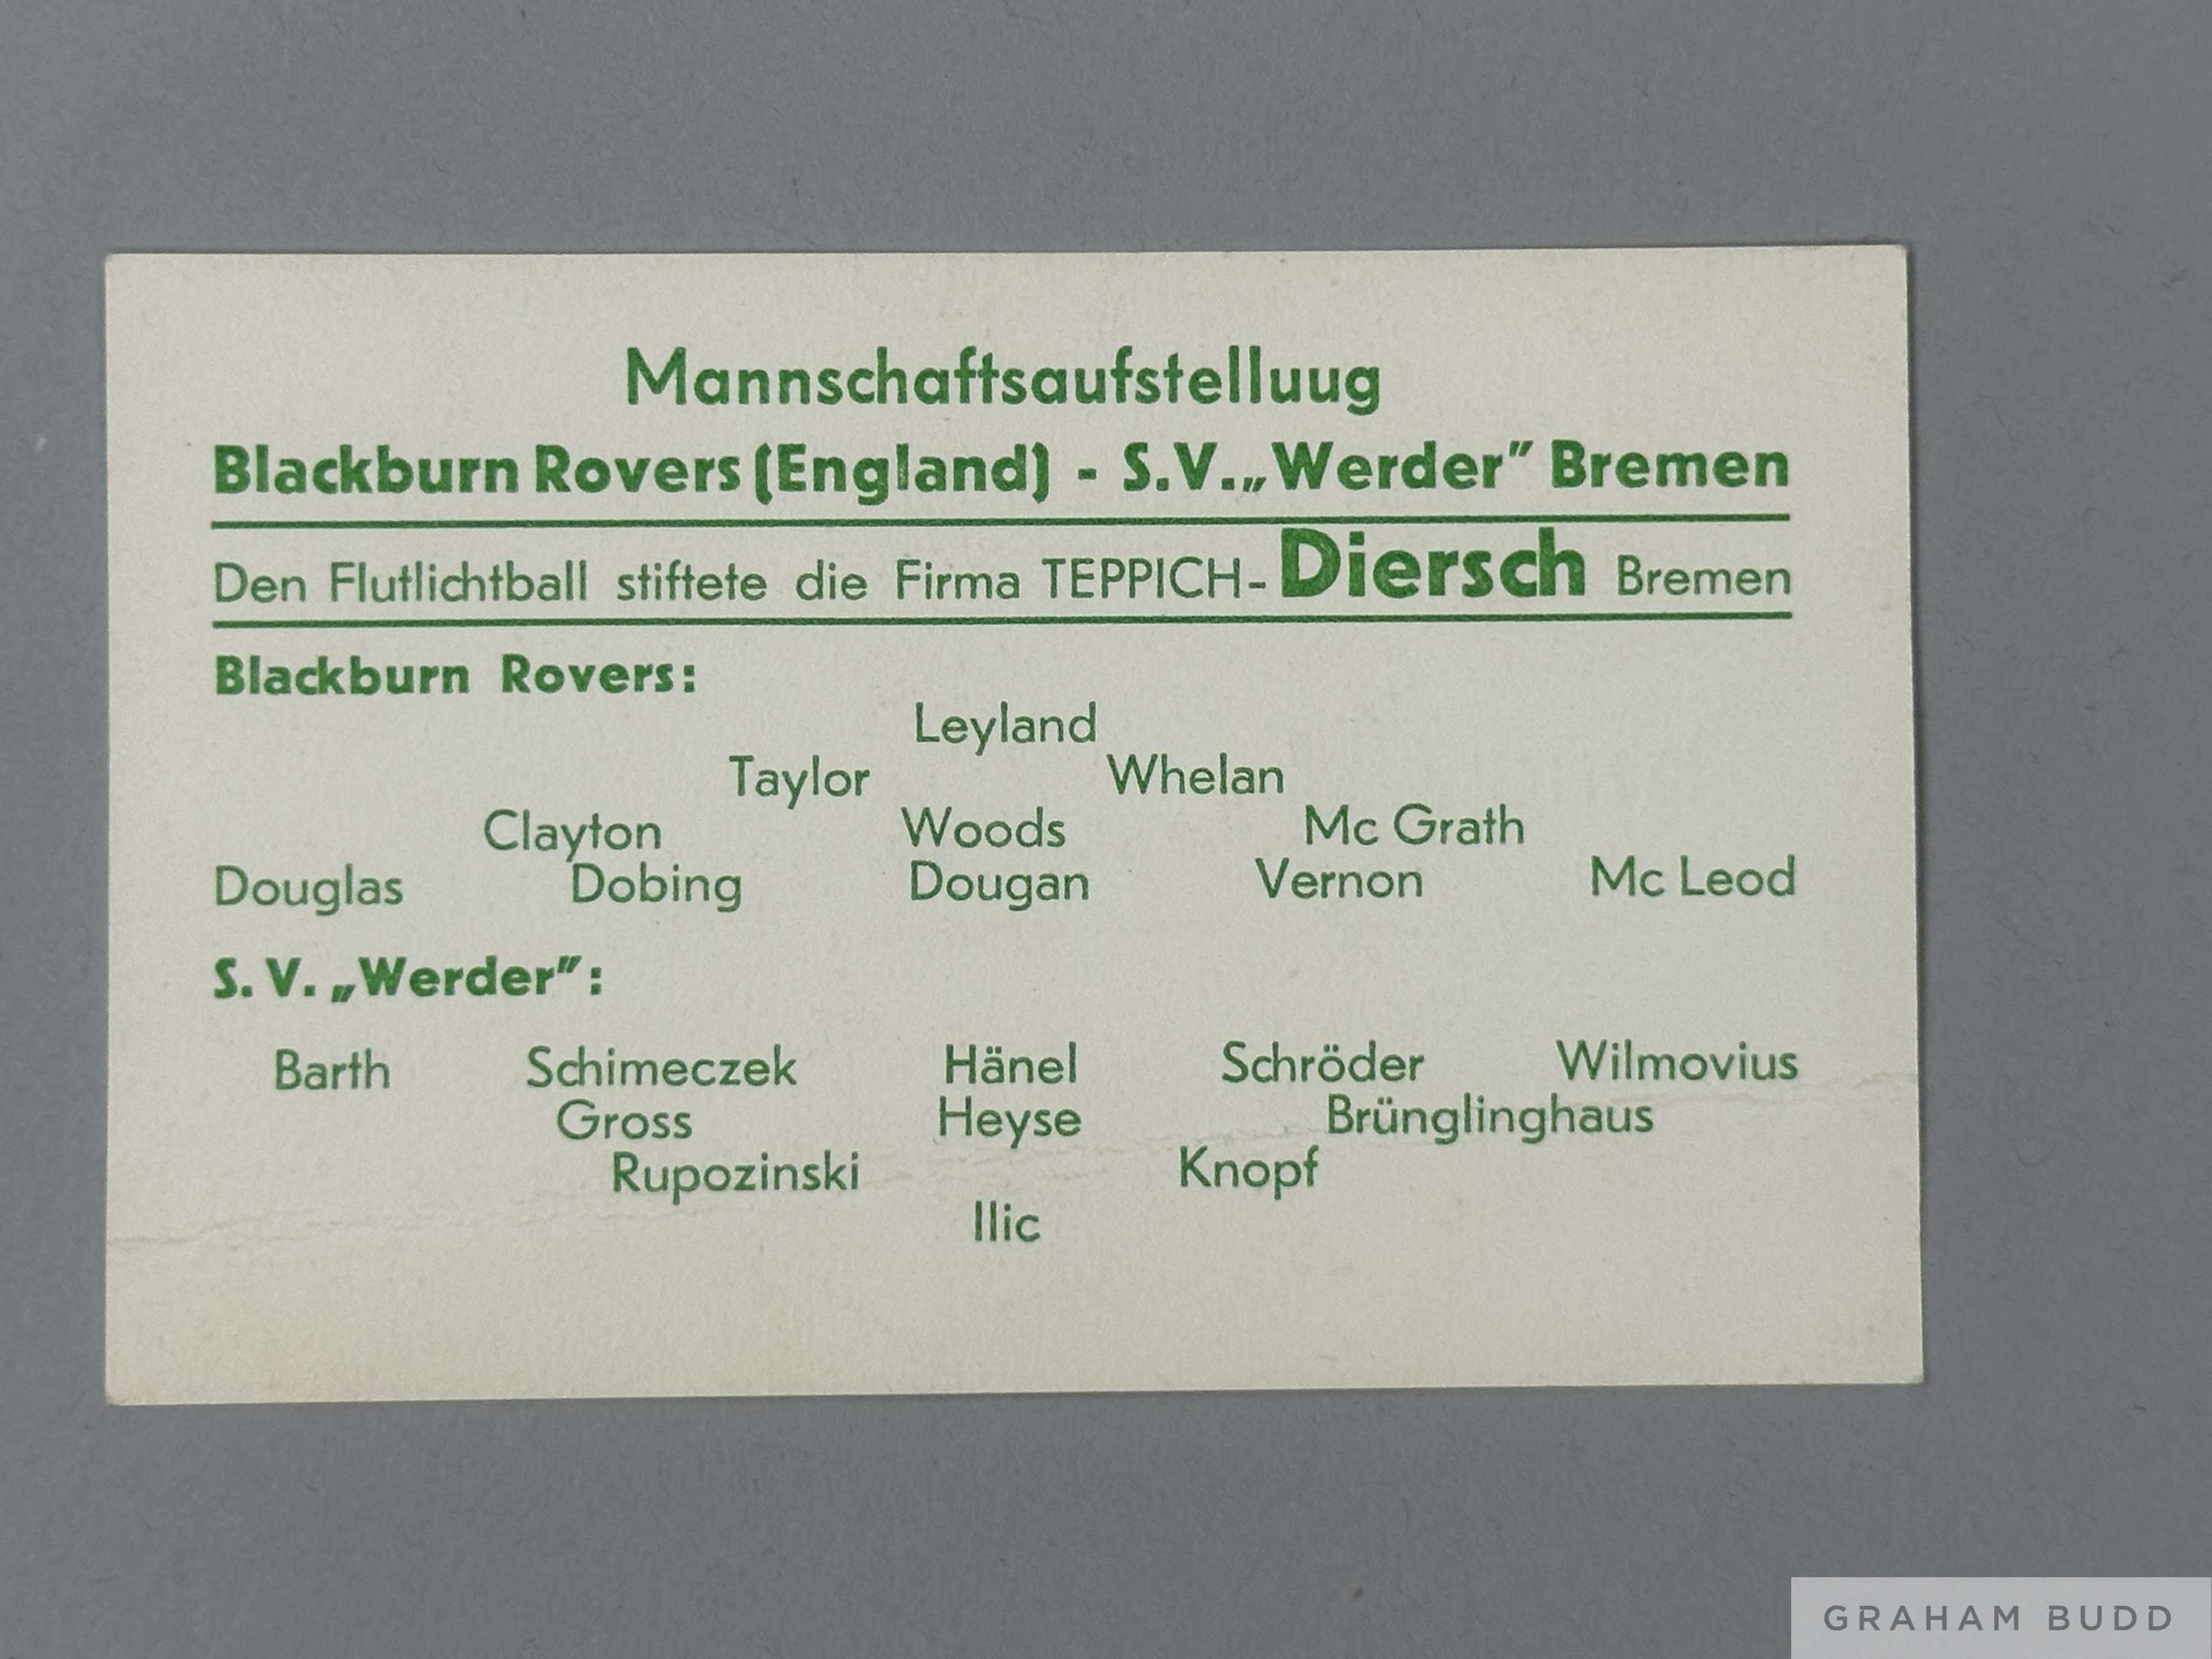 Mannschaftsaufstelluug
Blackburn Rovers (England) - S.V. „Werder" Bremen
Den Flutlichtball stiftete die Firma TEPPICH-Diersch Bremen
Blackburn Rovers:
Leyland
Taylor Whelan
Clayton Woods Mc Grath
Douglas Dobing Dougan Vernon Mc Leod
S. V. „Werder":
Barth Schimeczek Hänel Schröder Wilmovius
Gross Heyse Brünglinghaus
Rupozinski Knopf
Ilic
GRAHAM BUDD